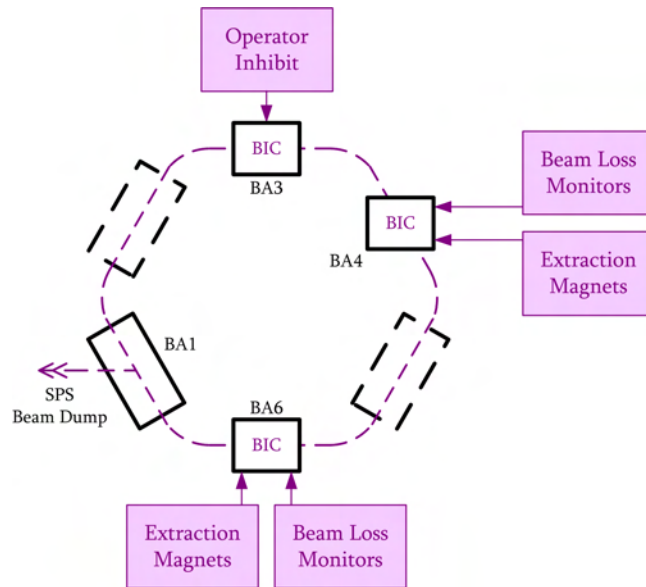 Operator
Inhibit
BIC
BA3
Beam Loss
Monitors
BIC
BA4
Extraction
Magnets
BA1
SPS
Beam Dump
BA6
BIC
Extraction
Magnets
Beam Loss
Monitors